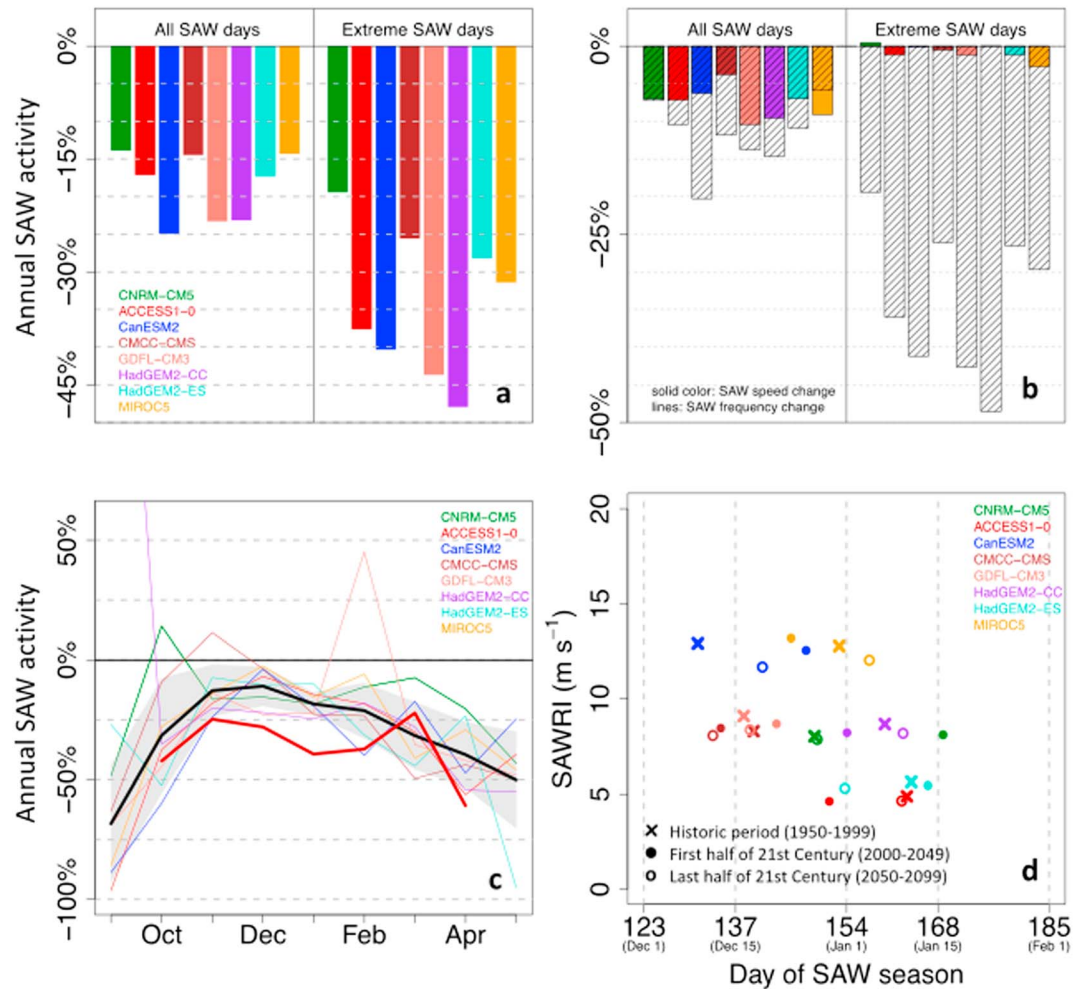 All SAW days
Extreme SAW days
Annual SAW activity
0%
−15%
−30%
−45%
CNRM−CM5
ACCESS1−0
CanESM2
CMCC−CMS
GDFL−CM3
HadGEM2−CC
HadGEM2−ES
MIROC5
a
All SAW days
Extreme SAW days
0%
−25%
−50%
solid color: SAW speed change
lines: SAW frequency change
b
Annual SAW activity
50%
0%
−50%
−100%
CNRM−CM5
ACCESS1−0
CanESM2
CMCC−CMS
GDFL−CM3
HadGEM2−CC
HadGEM2−ES
MIROC5
c
Oct
Dec
Feb
Apr
SAWRI (m s⁻¹)
20
15
10
5
0
CNRM−CM5
ACCESS1−0
CanESM2
CMCC−CMS
GDFL−CM3
HadGEM2−CC
HadGEM2−ES
MIROC5
Historic period (1950-1999)
First half of 21st Century (2000-2049)
Last half of 21st Century (2050-2099)
d
123 137 154 168 185
(Dec 1) (Dec 15) (Jan 1) (Jan 15) (Feb 1)
Day of SAW season